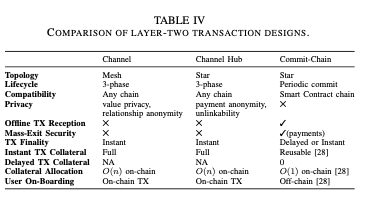 TABLE IV
COMPARISON OF LAYER-TWO TRANSACTION DESIGNS.
Channel Channel Hub Commit-Chain
Topology Mesh Star Star
Lifecycle 3-phase 3-phase Periodic commit
Compatibility Any chain Any chain Smart Contract chain
Privacy value privacy, payment anonymity, ✗
relationship anonymity unlinkability
Offline TX Reception ✗ ✗ ✓
Mass-Exit Security ✗ ✗ ✓(payments)
TX Finality Instant Instant Delayed or Instant
Instant TX Collateral Full Full Reusable [28]
Delayed TX Collateral NA NA 0
Collateral Allocation O(n) on-chain O(n) on-chain O(1) on-chain [28]
User On-Boarding On-chain TX On-chain TX Off-chain [28]